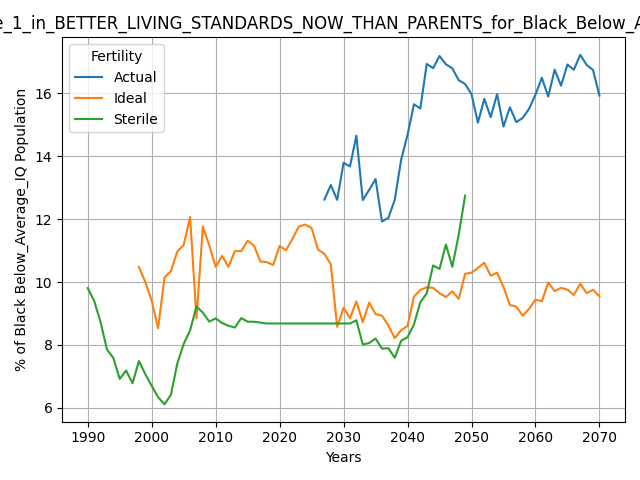 e_1_in_BETTER_LIVING_STANDARDS_NOW_THAN_PARENTS_for_Black_Below_A
Fertility
Actual
Ideal
Sterile
% of Black Below_Average_IQ Population
16
14
12
10
8
6
1990 2000 2010 2020 2030 2040 2050 2060 2070
Years